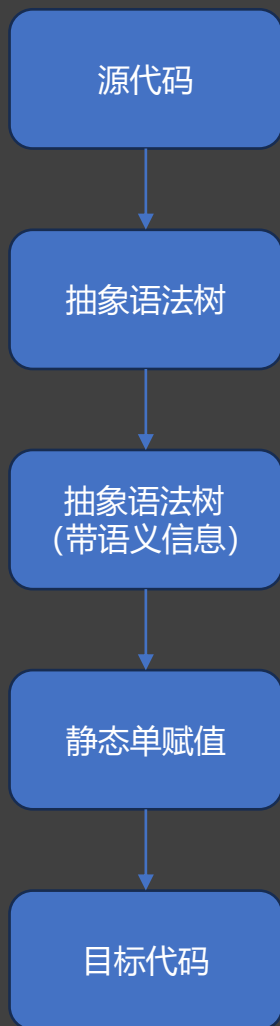 源代码
抽象语法树
抽象语法树
（带语义信息）
静态单赋值
目标代码